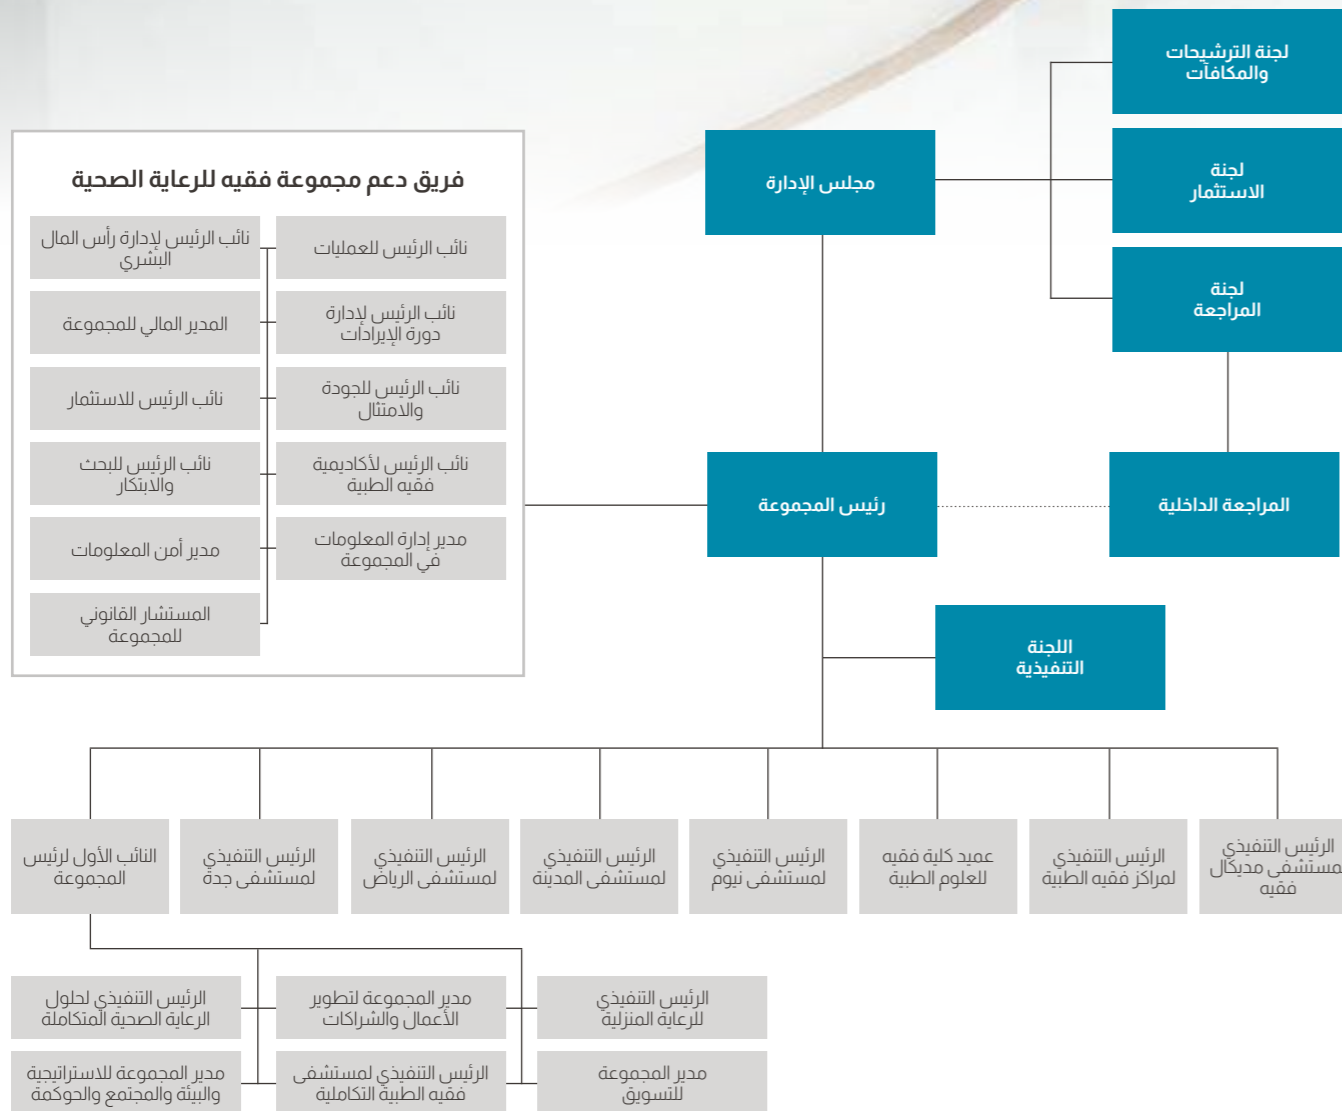 لجنة الترشيحات
والمكافآت
لجنة
الاستثمار
لجنة
المراجعة
مجلس الإدارة
فريق دعم مجموعة فقيه للرعاية الصحية
نائب الرئيس للعمليات
نائب الرئيس لإدارة رأس المال
البشري
نائب الرئيس لإدارة
دورة الإيرادات
المدير المالي للمجموعة
نائب الرئيس للجودة
والامتثال
نائب الرئيس للاستثمار
نائب الرئيس لأكاديمية
فقيه الطبية
نائب الرئيس للبحث
والابتكار
مدير إدارة المعلومات
في المجموعة
مدير أمن المعلومات
المستشار القانوني
للمجموعة
المراجعة الداخلية
رئيس المجموعة
اللجنة
التنفيذية
الرئيس التنفيذي
لمستشفى مديكال
فقيه
الرئيس التنفيذي
لمراكز فقيه الطبية
عميد كلية فقيه
للعلوم الطبية
الرئيس التنفيذي
لمستشفى نيوم
الرئيس التنفيذي
لمستشفى المدينة
الرئيس التنفيذي
لمستشفى الرياض
الرئيس التنفيذي
لمستشفى جدة
النائب الأول لرئيس
المجموعة
الرئيس التنفيذي
للرعاية المنزلية
مدير المجموعة لتطوير
الأعمال والشراكات
الرئيس التنفيذي لحلول
الرعاية الصحية المتكاملة
مدير المجموعة
للتسويق
الرئيس التنفيذي لمستشفى
فقيه الطبية التكاملية
مدير المجموعة للاستراتيجية
والبيئة والمجتمع والحوكمة